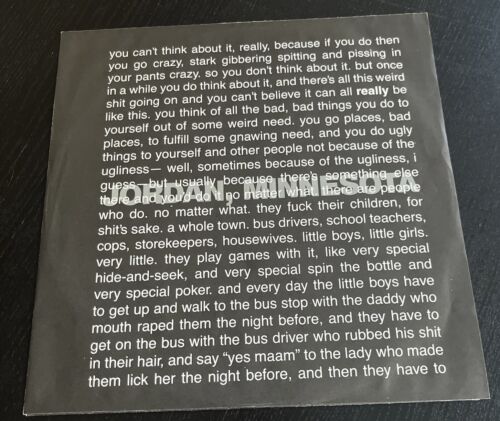 you can't think about it, really, because if you do then
you go crazy, stark gibbering spitting and pissing in
your pants crazy. so you don't think about it. but once
in a while you do think about it, and there's all this weird
shit going on and you can't believe it can all really be
like this. you think of all the bad, bad things you do to
yourself out of some weird need. you go places, bad
places, to fulfill some gnawing need, and you do ugly
things to yourself and other people not because of the
ugliness— well, sometimes because of the ugliness, i
guess, but usually because there's something else
JORDAN, MINNESOTA
there and you do it no matter what there are people
who do. no matter what. they fuck their children, for
shit's sake. a whole town. bus drivers, school teachers,
cops, storekeepers, housewives. little boys, little girls.
very little. they play games with it, like very special
hide-and-seek, and very special spin the bottle and
very special poker. and every day the little boys have
to get up and walk to the bus stop with the daddy who
mouth raped them the night before, and they have to
get on the bus with the bus driver who rubbed his shit
in their hair, and say "yes maam" to the lady who made
them lick her the night before, and then they have to